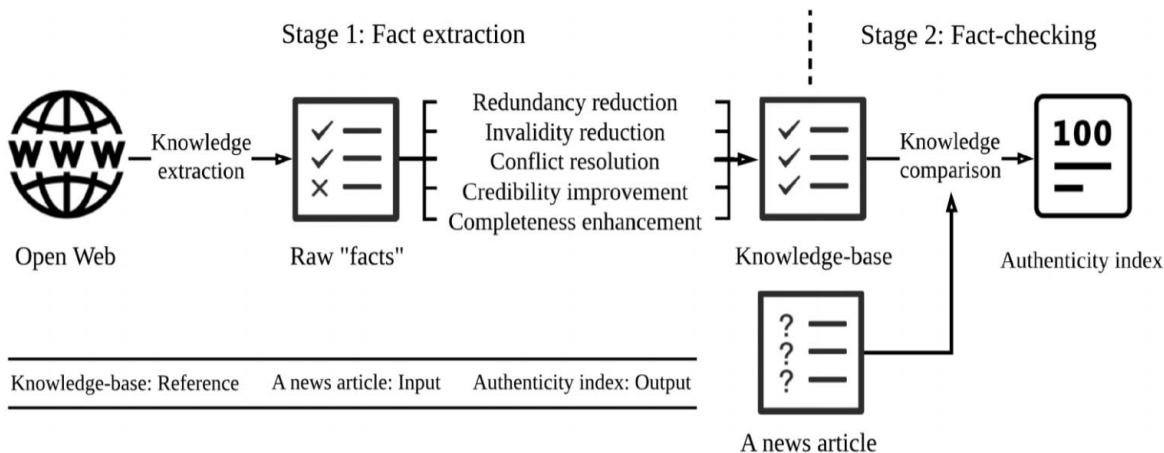 Stage 1: Fact extraction
Stage 2: Fact-checking
WWW
Knowledge
extraction
Redundancy reduction
Invalidity reduction
Conflict resolution
Credibility improvement
Completeness enhancement
Knowledge
comparison
100
Open Web
Raw "facts"
Knowledge-base
Authenticity index
? 
? 
? 
Knowledge-base: Reference
A news article: Input
Authenticity index: Output
A news article